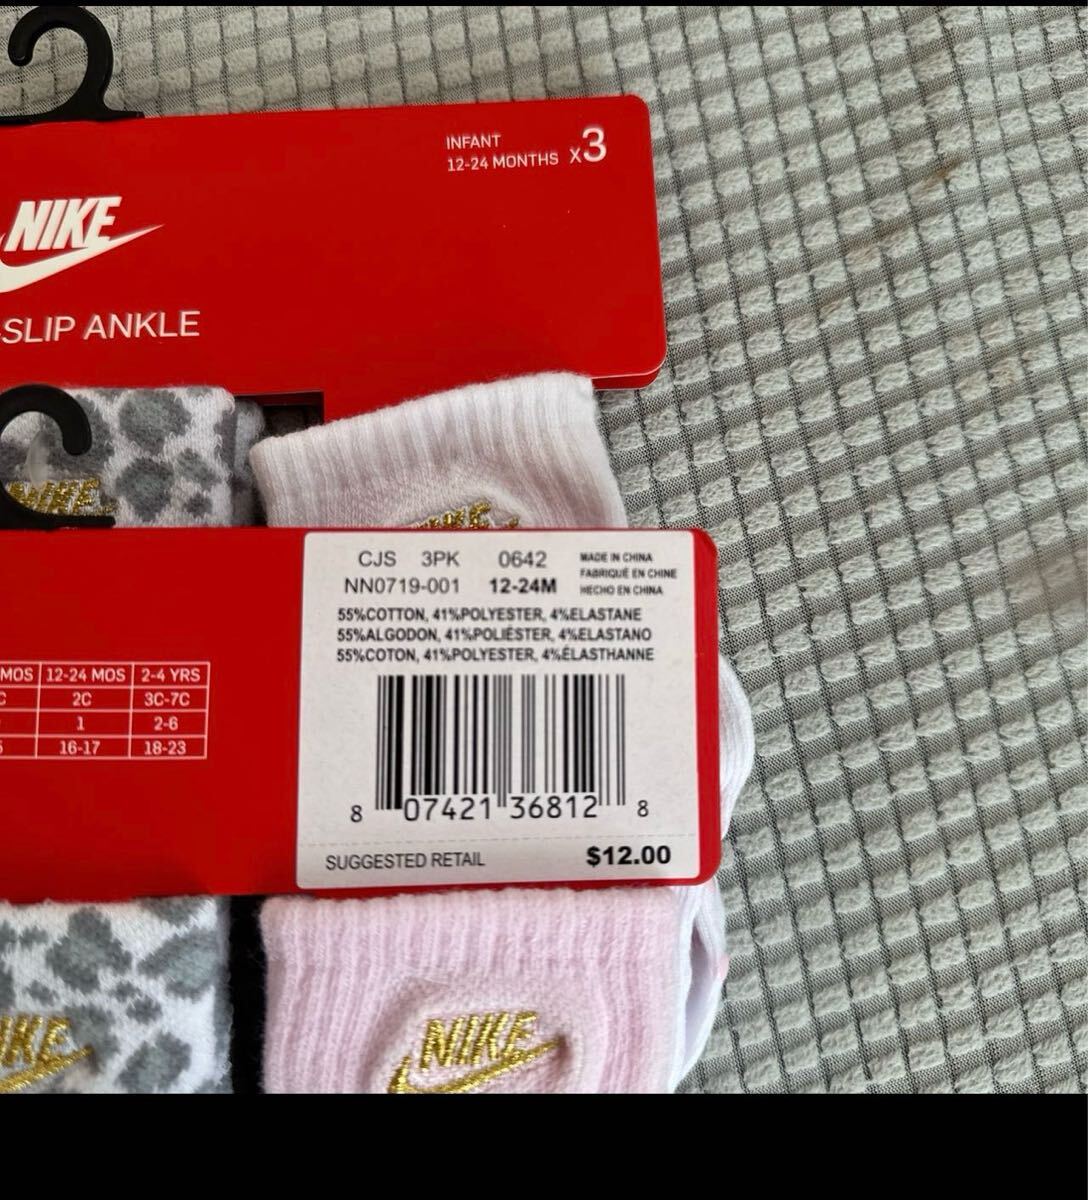 INFANT
12-24 MONTHS x3
NIKE
-SLIP ANKLE
NIKE
NIKE
CJS 3PK 0642
NN0719-001 12-24M
MADE IN CHINA
FABRIQUÉ EN CHINE
HECHO EN CHINA
55%COTTON, 41%POLYESTER, 4%ELASTANE
55%ALGODON, 41%POLIÉSTER, 4%ELASTANO
55%COTON, 41%POLYESTER, 4%ÉLASTHANNE
MOS 12-24 MOS 2-4 YRS
C 2C 3C-7C
1 2-6
16-17 18-23
8 07421 36812 8
SUGGESTED RETAIL $12.00
NIKE
NIKE